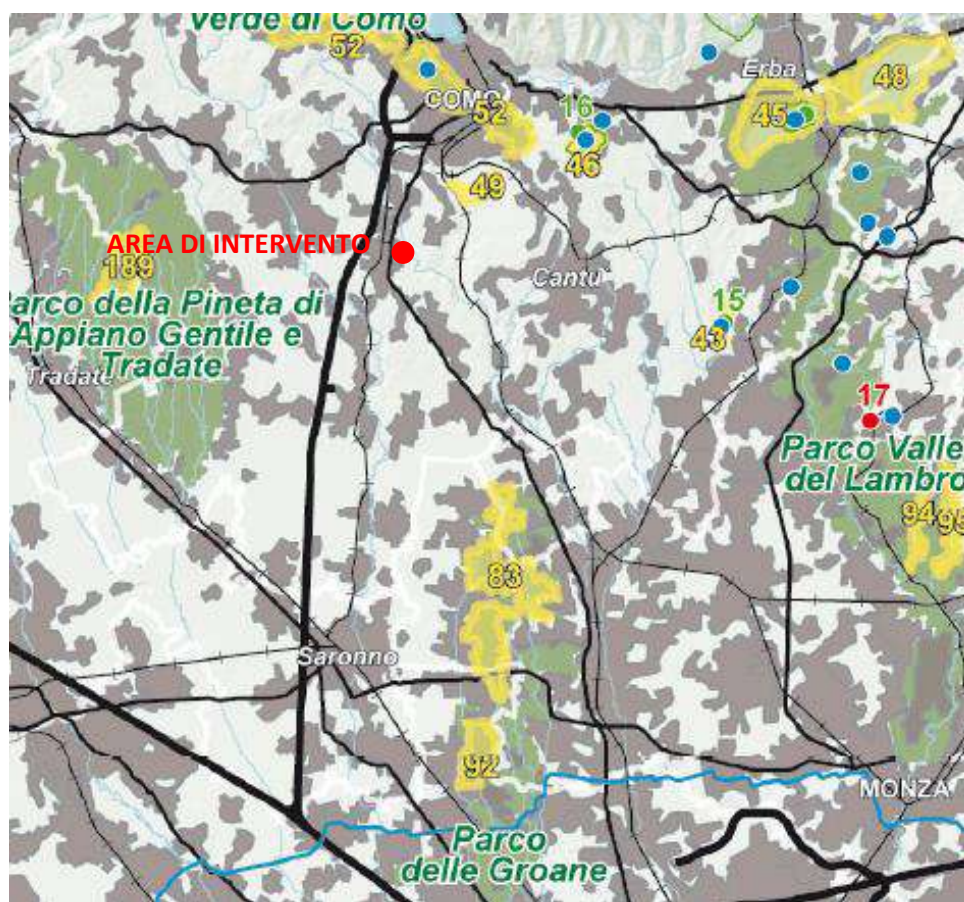 Verde di Como
52
Erba
48
COMO
52
16
45
46
49
AREA DI INTERVENTO
189
Cantù
Parco della Pineta di
Appiano Gentile e
Tradate
Tradate
15
43
17
Parco Valle
del Lambro
94
95
83
Saronno
92
MONZA
Parco
delle Groane